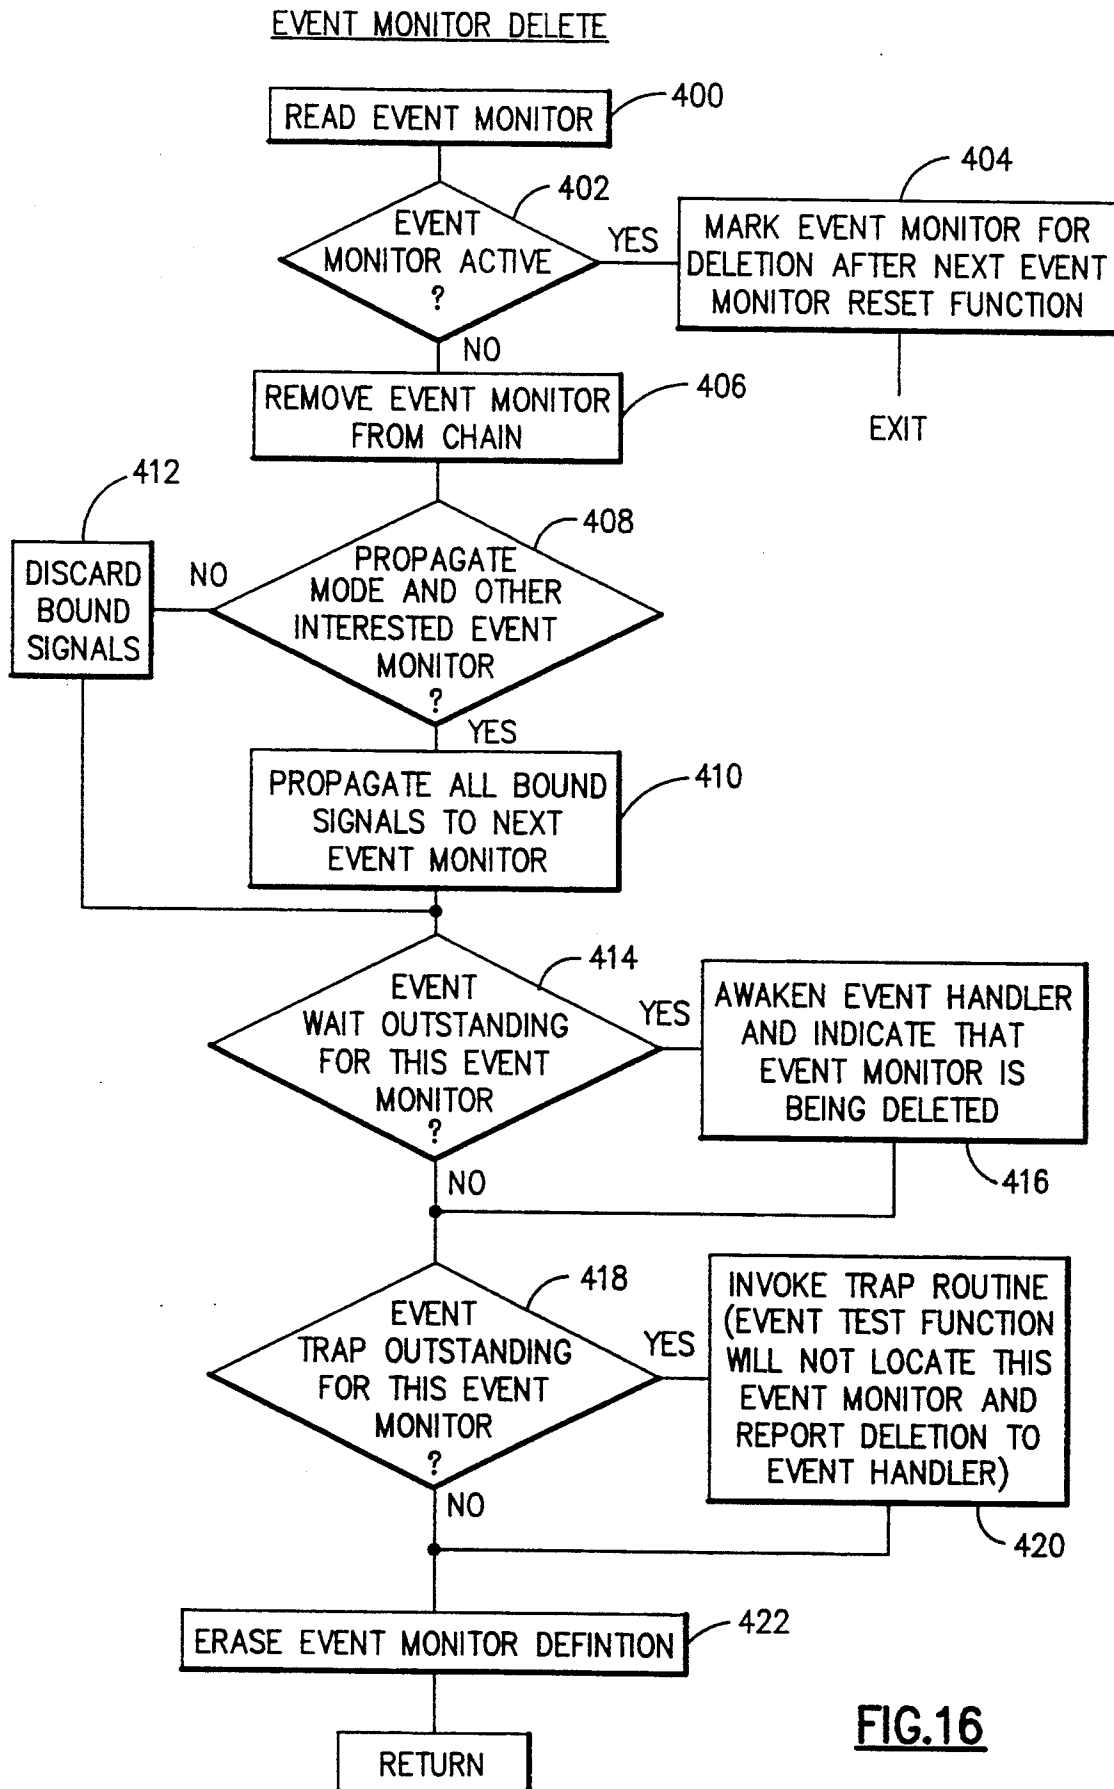 EVENT MONITOR DELETE
READ EVENT MONITOR
400
EVENT
MONITOR ACTIVE
?
402
YES
MARK EVENT MONITOR FOR
DELETION AFTER NEXT EVENT
MONITOR RESET FUNCTION
404
EXIT
NO
REMOVE EVENT MONITOR
FROM CHAIN
406
PROPAGATE
MODE AND OTHER
INTERESTED EVENT
MONITOR
?
408
NO
DISCARD
BOUND
SIGNALS
412
YES
PROPAGATE ALL BOUND
SIGNALS TO NEXT
EVENT MONITOR
410
EVENT
WAIT OUTSTANDING
FOR THIS EVENT
MONITOR
?
414
YES
AWAKEN EVENT HANDLER
AND INDICATE THAT
EVENT MONITOR IS
BEING DELETED
416
NO
EVENT
TRAP OUTSTANDING
FOR THIS EVENT
MONITOR
?
418
YES
INVOKE TRAP ROUTINE
(EVENT TEST FUNCTION
WILL NOT LOCATE THIS
EVENT MONITOR AND
REPORT DELETION TO
EVENT HANDLER)
420
NO
ERASE EVENT MONITOR DEFINTION
422
RETURN
FIG.16